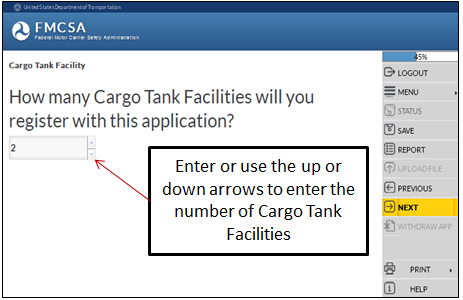 United States Department of Transportation
FMCSA
Federal Motor Carrier Safety Administration
45%
Cargo Tank Facility
LOGOUT
How many Cargo Tank Facilities will you
register with this application?
MENU
STATUS
2
SAVE
REPORT
Enter or use the up or
down arrows to enter the
number of Cargo Tank
Facilities
UPLOAD FILE
PREVIOUS
NEXT
WITHDRAW APP
PRINT
HELP